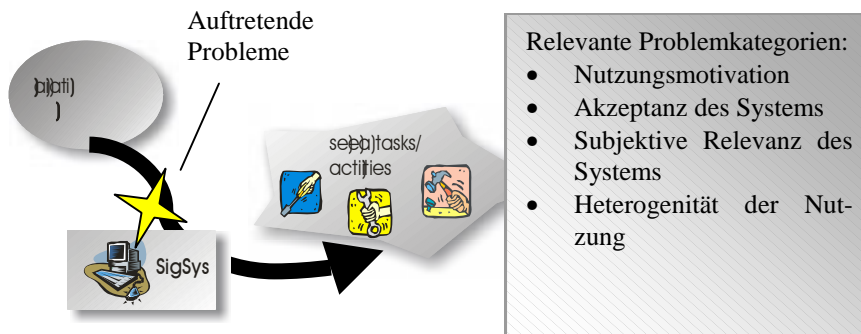 Auftretende
Probleme
tasks/
SigSys
Relevante Problemkategorien:
• Nutzungsmotivation
• Akzeptanz des Systems
• Subjektive Relevanz des
Systems
• Heterogenität der Nut-
zung